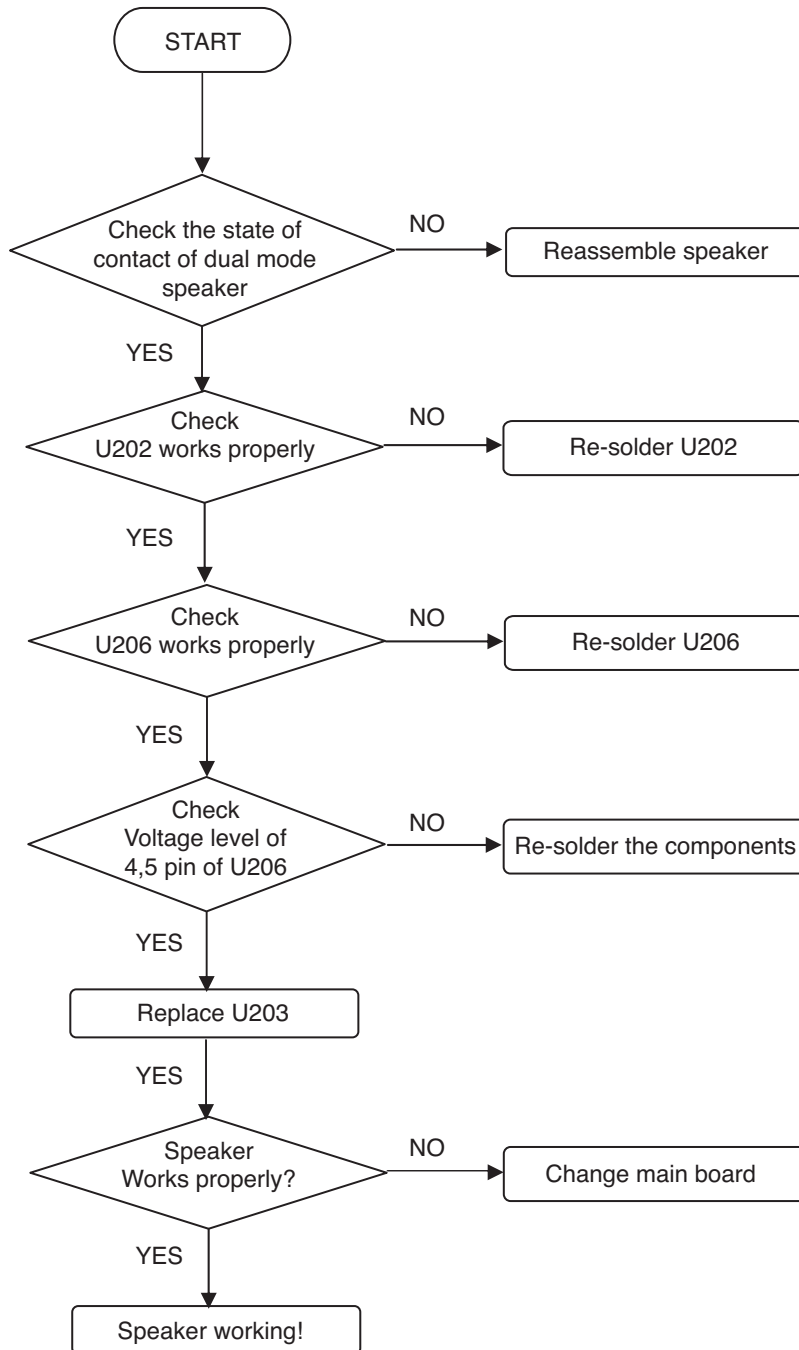 START
Check the state of
contact of dual mode
speaker
NO
Reassemble speaker
YES
Check
U202 works properly
NO
Re-solder U202
YES
Check
U206 works properly
NO
Re-solder U206
YES
Check
Voltage level of
4,5 pin of U206
NO
Re-solder the components
YES
Replace U203
YES
Speaker
Works properly?
NO
Change main board
YES
Speaker working!